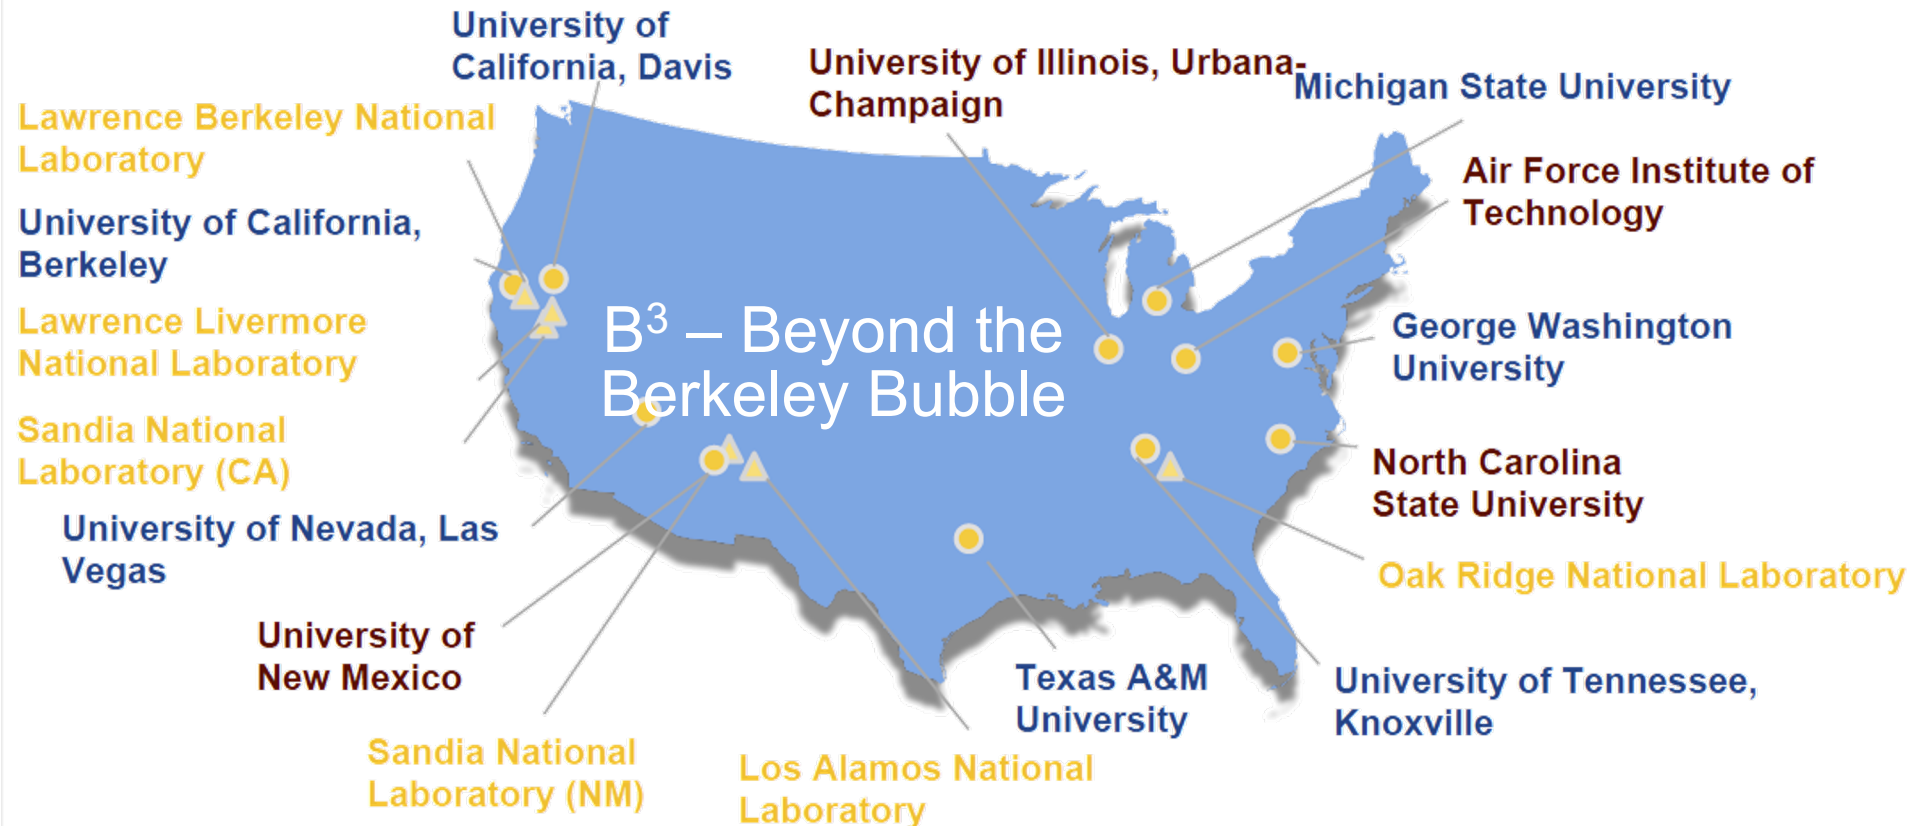 University of
California, Davis
University of Illinois, Urbana-
Champaign
Michigan State University
Lawrence Berkeley National
Laboratory
Air Force Institute of
Technology
University of California,
Berkeley
Lawrence Livermore
National Laboratory
B³ – Beyond the
Berkeley Bubble
George Washington
University
Sandia National
Laboratory (CA)
North Carolina
State University
University of Nevada, Las
Vegas
Oak Ridge National Laboratory
University of
New Mexico
Texas A&M
University
University of Tennessee,
Knoxville
Sandia National
Laboratory (NM)
Los Alamos National
Laboratory